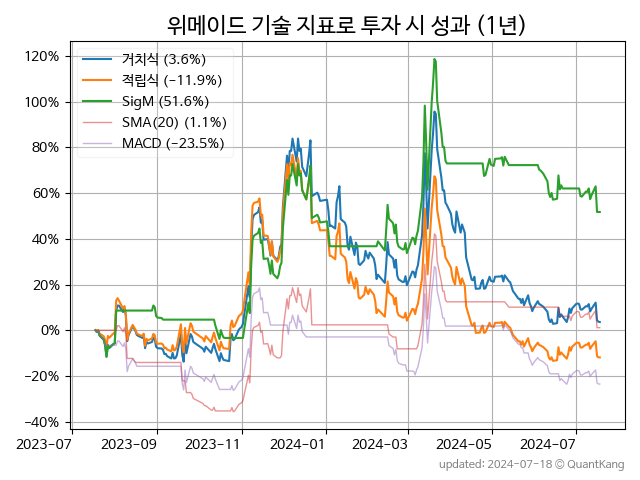 위메이드 기술 지표로 투자 시 성과 (1년)
120%
100%
80%
60%
40%
20%
0%
−20%
−40%
거치식 (3.6%)
적립식 (−11.9%)
SigM (51.6%)
SMA(20) (1.1%)
MACD (−23.5%)
2023-07
2023-09
2023-11
2024-01
2024-03
2024-05
2024-07
updated: 2024-07-18 ⓒ QuantKang